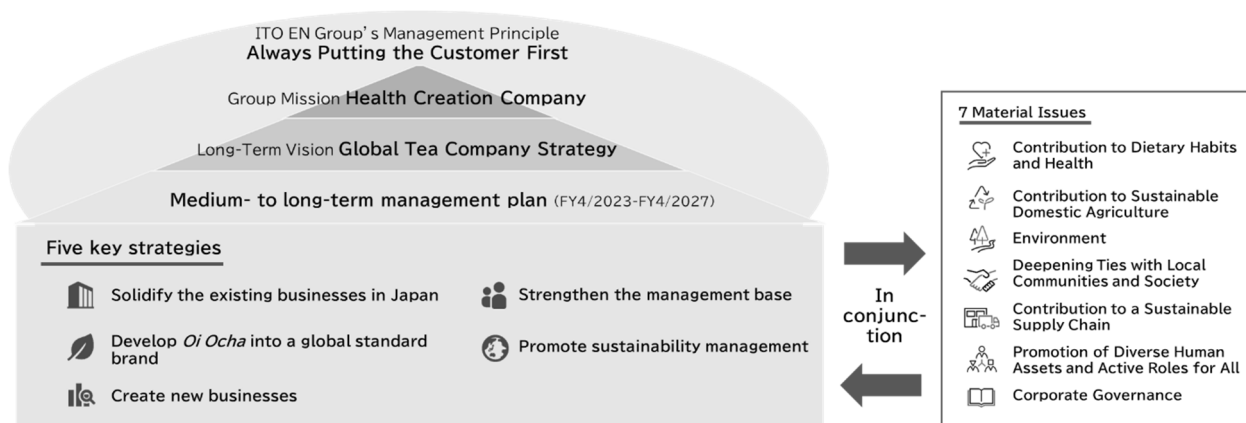 ITO EN Group's Management Principle
Always Putting the Customer First
Group Mission Health Creation Company
Long-Term Vision Global Tea Company Strategy
Medium- to long-term management plan (FY4/2023-FY4/2027)
Five key strategies
Solidify the existing businesses in Japan
Develop Oi Ocha into a global standard
brand
Create new businesses
Strengthen the management base
Promote sustainability management
In
conjunc-
tion
7 Material Issues
Contribution to Dietary Habits
and Health
Contribution to Sustainable
Domestic Agriculture
Environment
Deepening Ties with Local
Communities and Society
Contribution to a Sustainable
Supply Chain
Promotion of Diverse Human
Assets and Active Roles for All
Corporate Governance